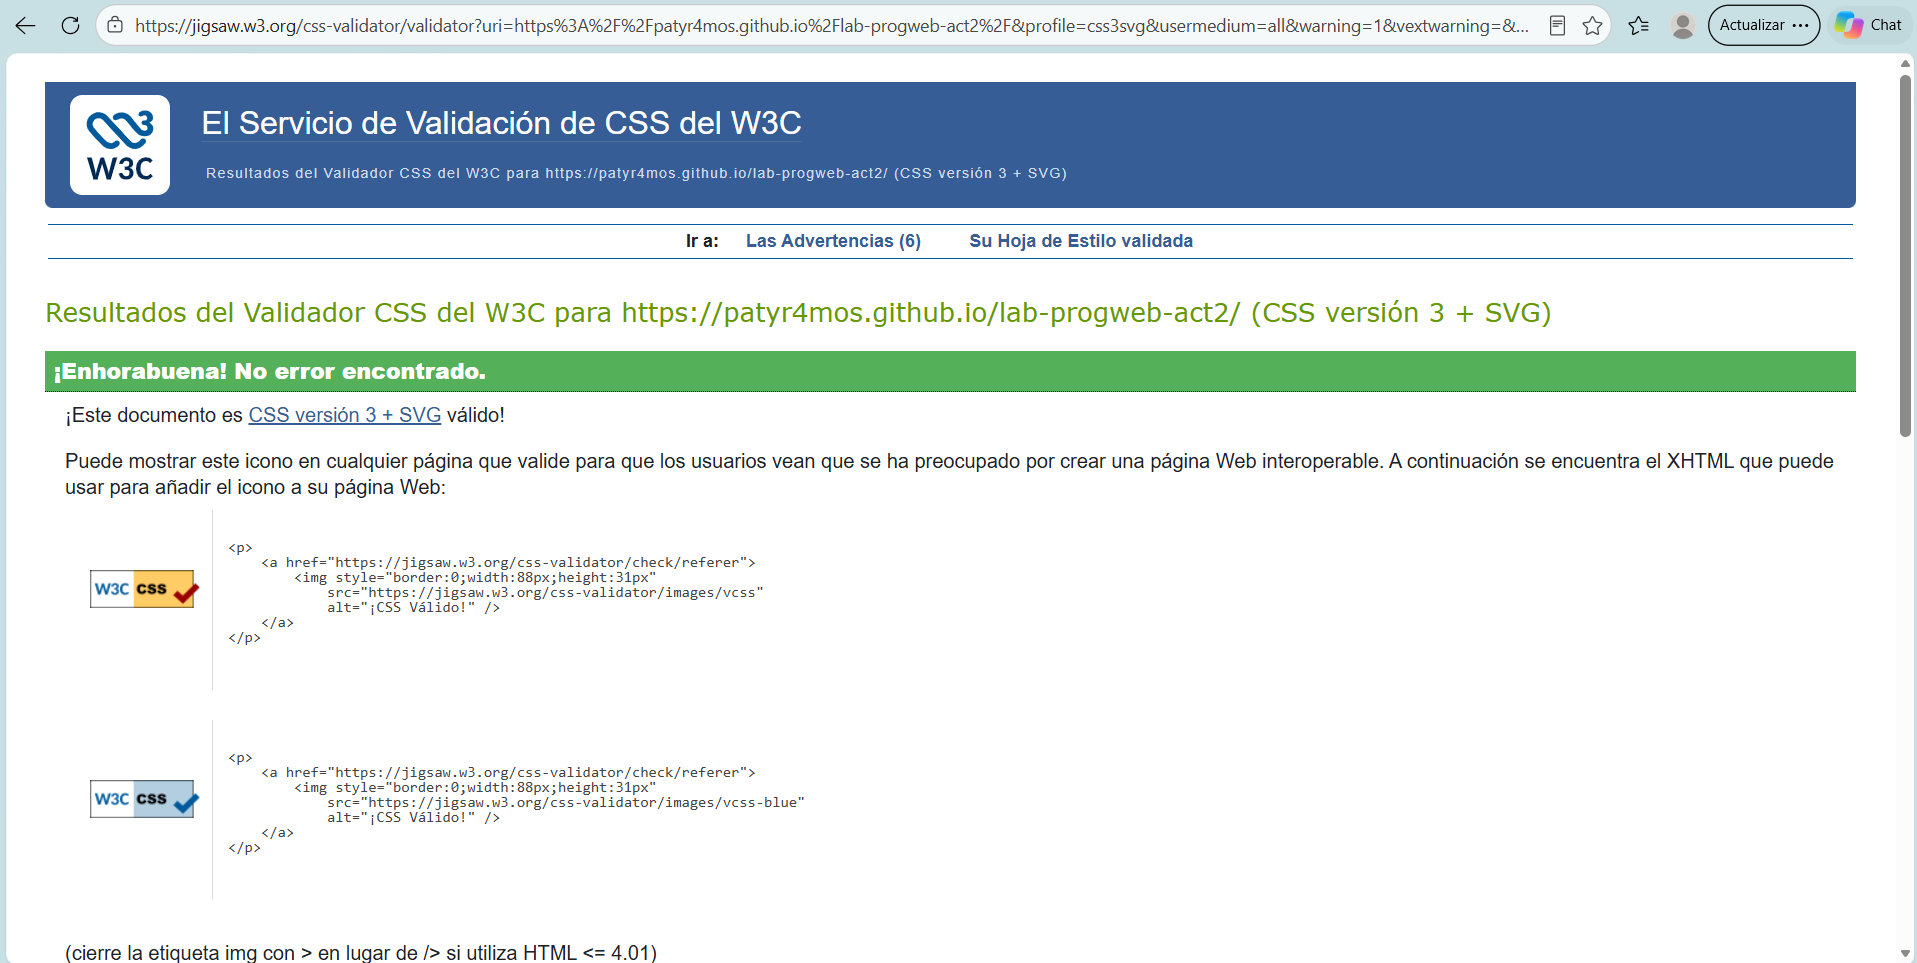 https://jigsaw.w3.org/css-validator/validator?uri=https%3A%2F%2Fpatyr4mos.github.io%2Flab-progweb-act2%2F&profile=css3svg&usermedium=all&warning=1&vextwarning=&...
Actualizar ···
Chat
W3C
El Servicio de Validación de CSS del W3C
Resultados del Validador CSS del W3C para https://patyr4mos.github.io/lab-progweb-act2/ (CSS versión 3 + SVG)
Ir a: Las Advertencias (6) Su Hoja de Estilo validada
Resultados del Validador CSS del W3C para https://patyr4mos.github.io/lab-progweb-act2/ (CSS versión 3 + SVG)
¡Enhorabuena! No error encontrado.
¡Este documento es CSS versión 3 + SVG válido!
Puede mostrar este icono en cualquier página que valide para que los usuarios vean que se ha preocupado por crear una página Web interoperable. A continuación se encuentra el XHTML que puede
usar para añadir el icono a su página Web:
W3C css
<p>
<a href="https://jigsaw.w3.org/css-validator/check/referer">
<img style="border:0;width:88px;height:31px"
src="https://jigsaw.w3.org/css-validator/images/vcss"
alt="¡CSS Válido!" />
</a>
</p>
W3C css
<p>
<a href="https://jigsaw.w3.org/css-validator/check/referer">
<img style="border:0;width:88px;height:31px"
src="https://jigsaw.w3.org/css-validator/images/vcss-blue"
alt="¡CSS Válido!" />
</a>
</p>
(cierre la etiqueta img con > en lugar de /> si utiliza HTML <= 4.01)